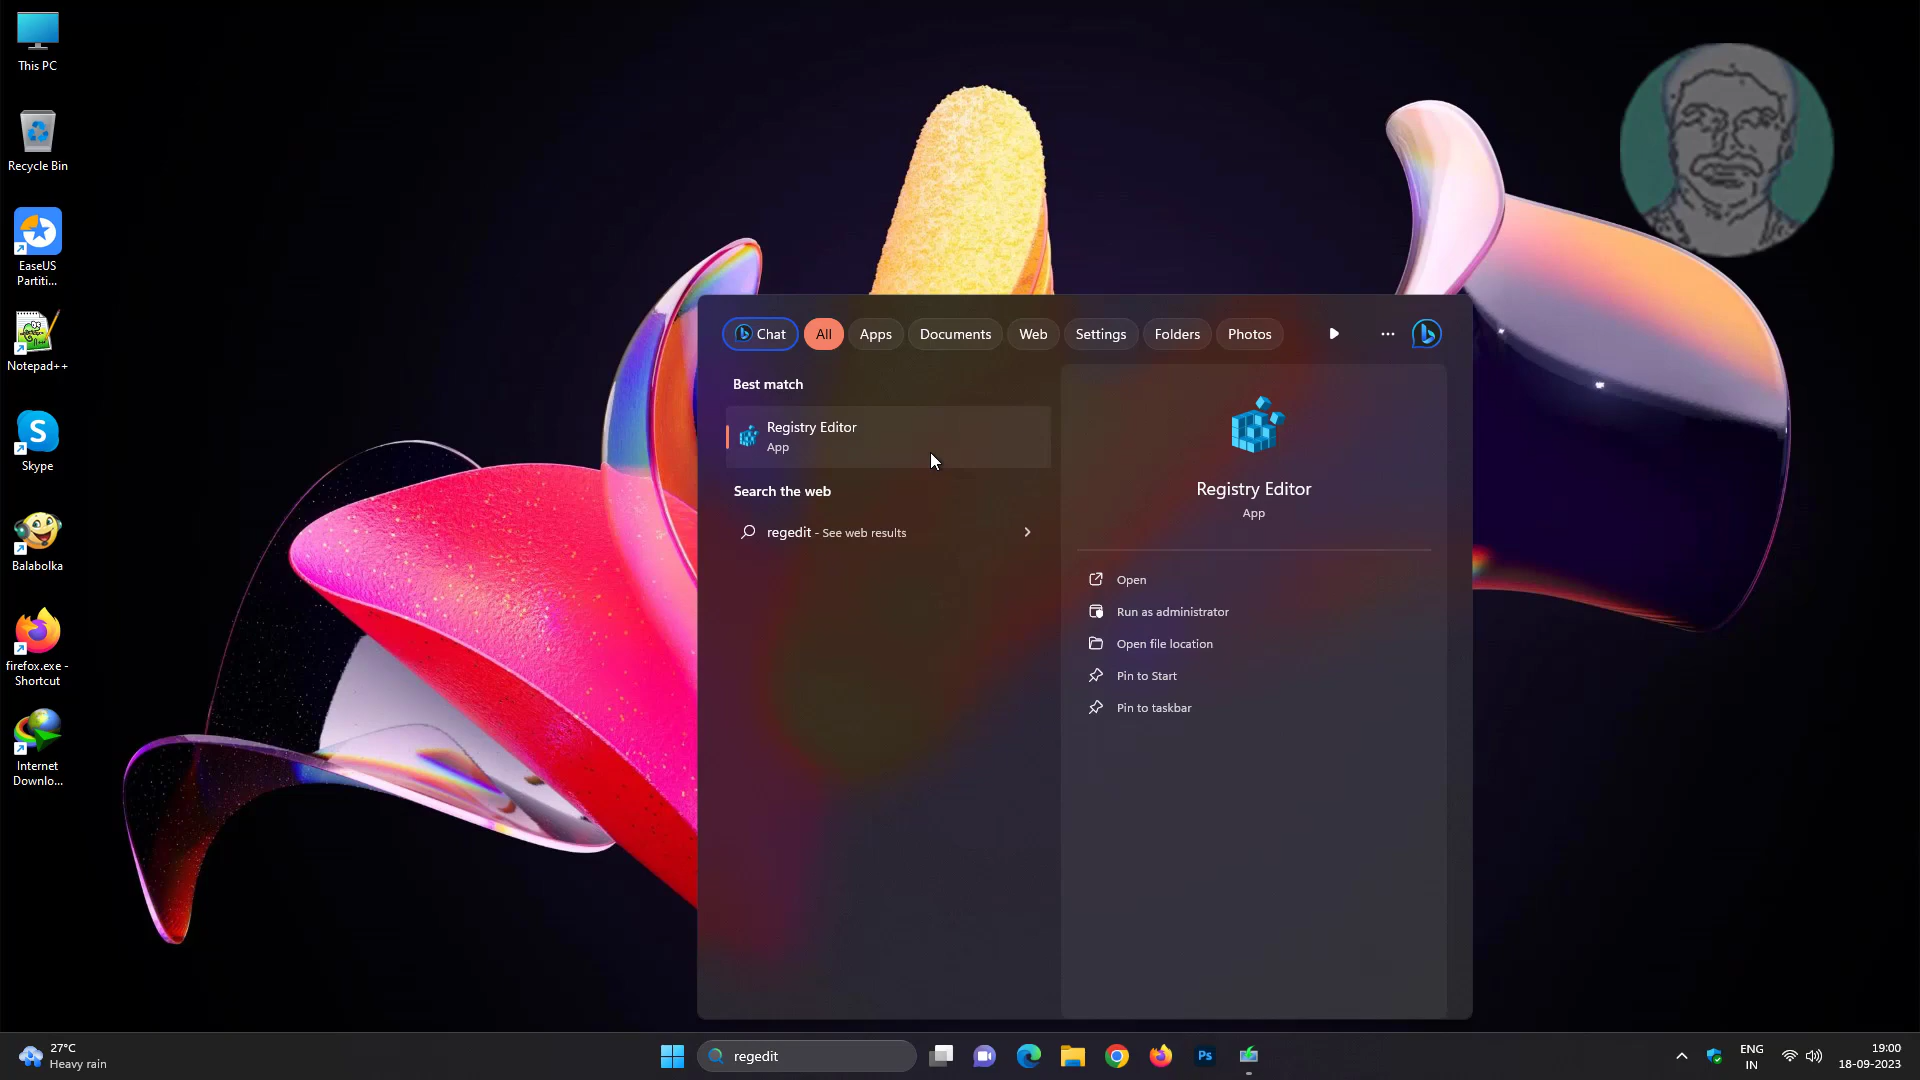 This PC
Recycle Bin
EaseUS
Partiti...
Notepad++
S
Skype
Balabolka
firefox.exe -
Shortcut
Internet
Downlo...
Chat
All
Apps
Documents
Web
Settings
Folders
Photos
Best match
Registry Editor
App
Search the web
regedit - See web results
Registry Editor
App
Open
Run as administrator
Open file location
Pin to Start
Pin to taskbar
27°C
Heavy rain
regedit
Ps
ENG
IN
19:00
18-09-2023